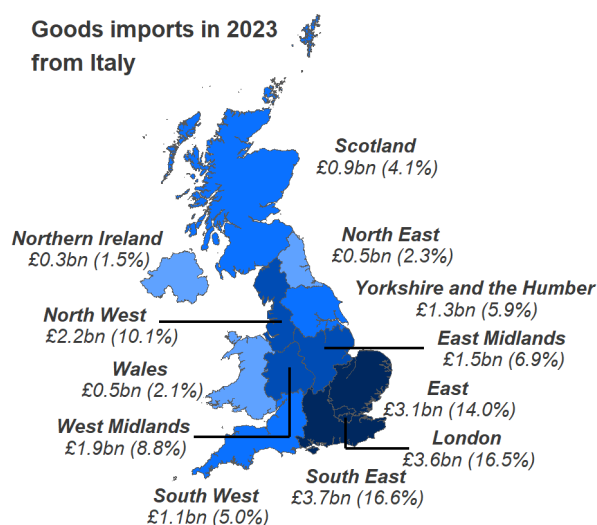 Goods imports in 2023
from Italy
Scotland
£0.9bn (4.1%)
Northern Ireland
£0.3bn (1.5%)
North East
£0.5bn (2.3%)
Yorkshire and the Humber
£1.3bn (5.9%)
North West
£2.2bn (10.1%)
East Midlands
£1.5bn (6.9%)
Wales
£0.5bn (2.1%)
East
£3.1bn (14.0%)
West Midlands
£1.9bn (8.8%)
London
£3.6bn (16.5%)
South East
£3.7bn (16.6%)
South West
£1.1bn (5.0%)